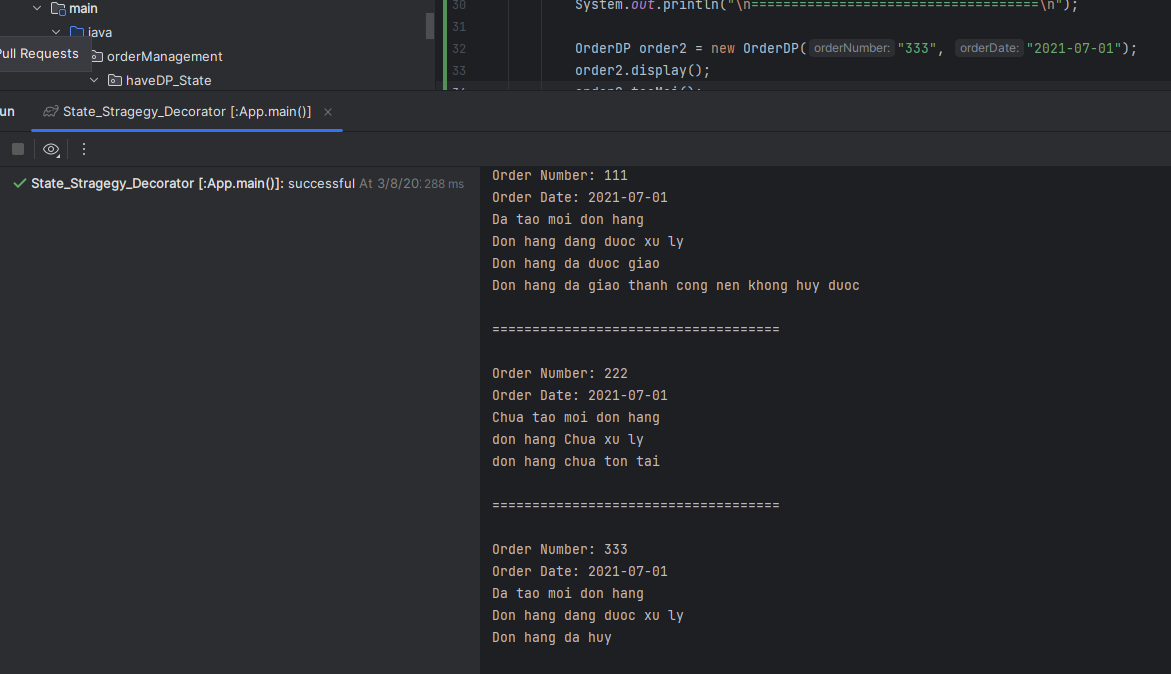 main
java
Pull Requests
orderManagement
haveDP_State
30 System.out.println("\n====================================\n");
31
32 OrderDP order2 = new OrderDP( orderNumber: "333", orderDate: "2021-07-01");
33 order2.display();
un State_Stragegy_Decorator [:App.main()]
State_Stragegy_Decorator [:App.main()]: successful At 3/8/20 288 ms
Order Number: 111
Order Date: 2021-07-01
Da tao moi don hang
Don hang dang duoc xu ly
Don hang da duoc giao
Don hang da giao thanh cong nen khong huy duoc
====================================
Order Number: 222
Order Date: 2021-07-01
Chua tao moi don hang
don hang Chua xu ly
don hang chua ton tai
====================================
Order Number: 333
Order Date: 2021-07-01
Da tao moi don hang
Don hang dang duoc xu ly
Don hang da huy